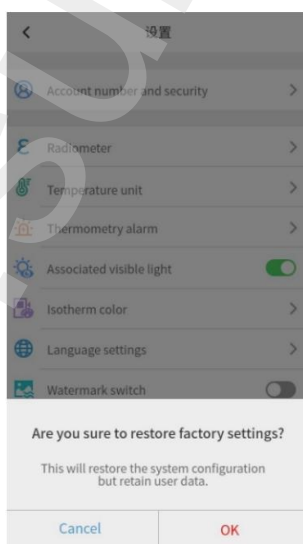 设置
Account number and security
Radiometer
Temperature unit
Thermometry alarm
Associated visible light
Isotherm color
Language settings
Watermark switch
Are you sure to restore factory settings?
This will restore the system configuration
but retain user data.
Cancel
OK